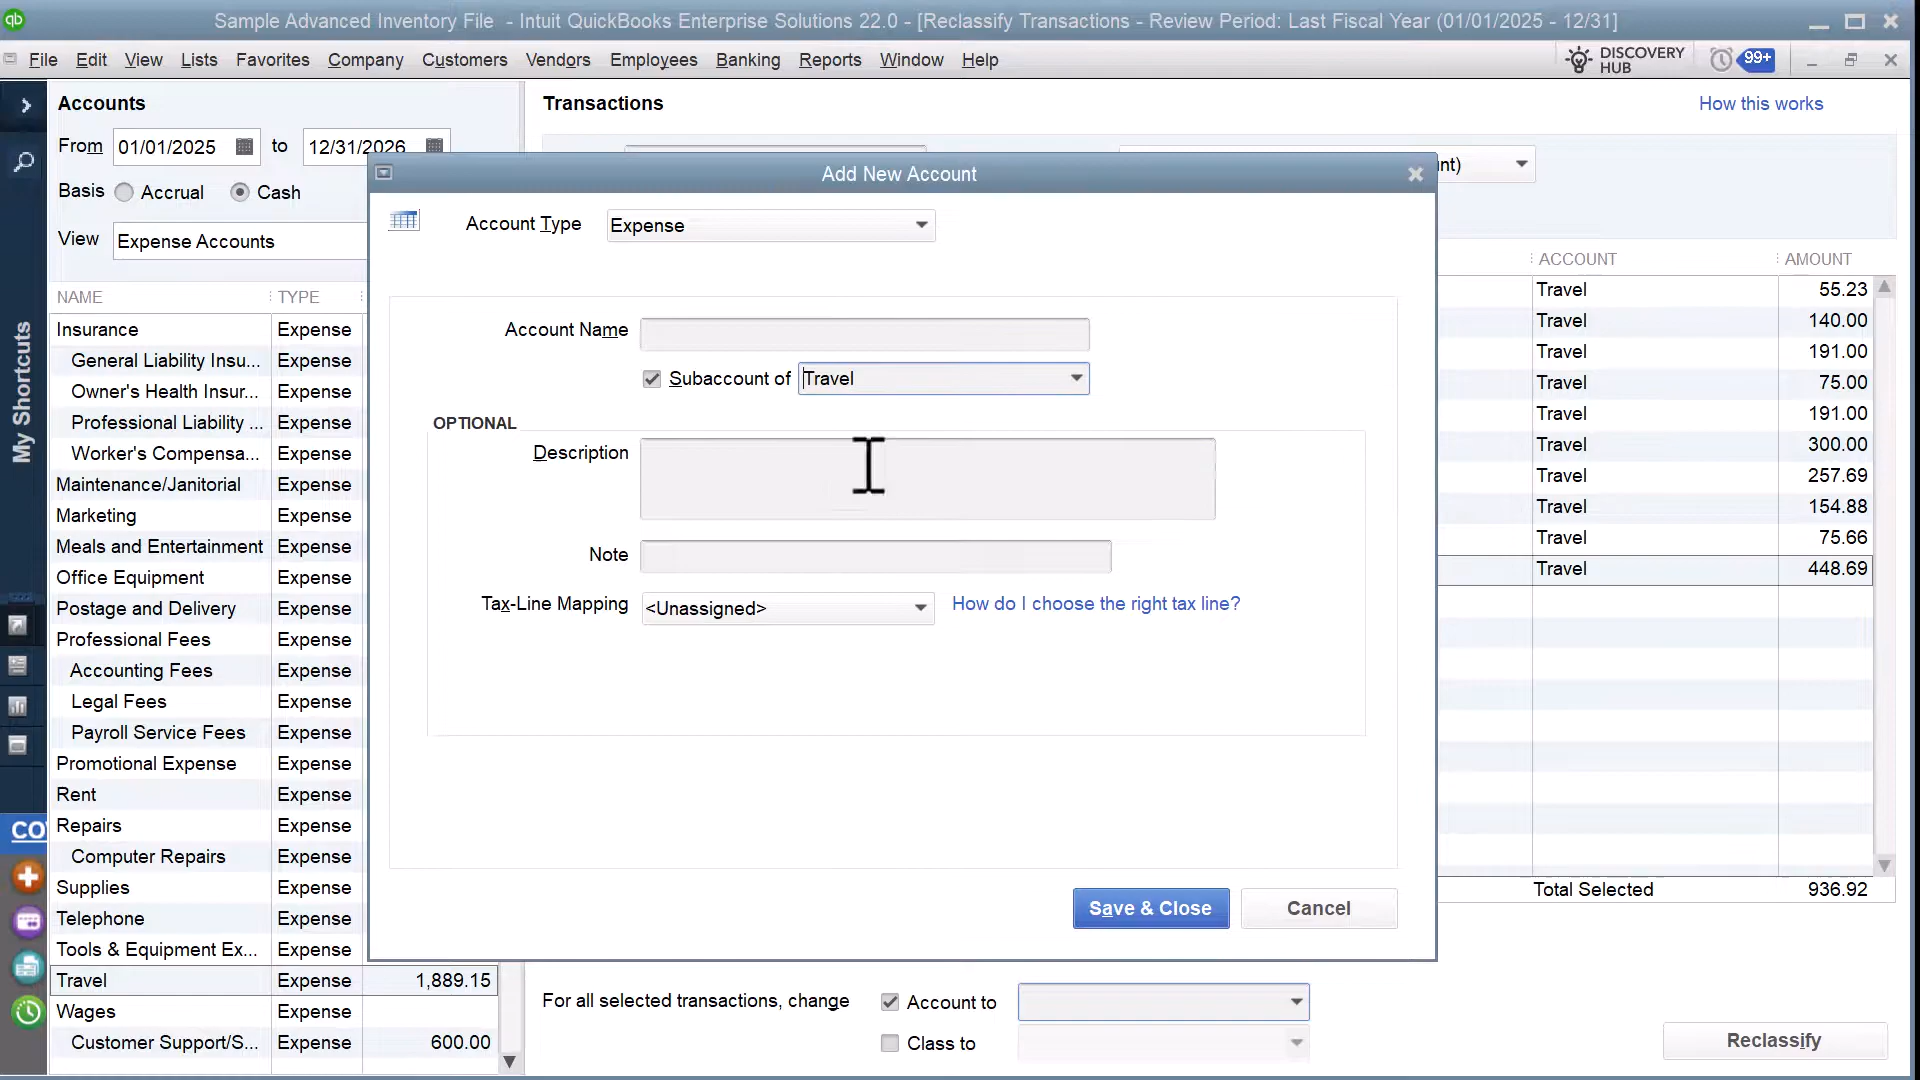 Sample Advanced Inventory File - Intuit QuickBooks Enterprise Solutions 22.0 - [Reclassify Transactions - Review Period: Last Fiscal Year (01/01/2025 - 12/31]
File Edit View Lists Favorites Company Customers Vendors Employees Banking Reports Window Help
DISCOVERY HUB
99+
My Shortcuts
CO
Accounts
From 01/01/2025 to 12/31/2026
Basis Accrual Cash
View Expense Accounts
NAME TYPE
Insurance Expense
General Liability Insu... Expense
Owner's Health Insur... Expense
Professional Liability ... Expense
Worker's Compensa... Expense
Maintenance/Janitorial Expense
Marketing Expense
Meals and Entertainment Expense
Office Equipment Expense
Postage and Delivery Expense
Professional Fees Expense
Accounting Fees Expense
Legal Fees Expense
Payroll Service Fees Expense
Promotional Expense Expense
Rent Expense
Repairs Expense
Computer Repairs Expense
Supplies Expense
Telephone Expense
Tools & Equipment Ex... Expense
Travel Expense 1,889.15
Wages Expense
Customer Support/S... Expense 600.00
Transactions
How this works
nt)
ACCOUNT AMOUNT
Travel 55.23
Travel 140.00
Travel 191.00
Travel 75.00
Travel 191.00
Travel 300.00
Travel 257.69
Travel 154.88
Travel 75.66
Travel 448.69
Total Selected 936.92
Add New Account
Account Type Expense
Account Name
Subaccount of Travel
OPTIONAL
Description
Note
Tax-Line Mapping <Unassigned> How do I choose the right tax line?
Save & Close Cancel
For all selected transactions, change Account to
Class to
Reclassify